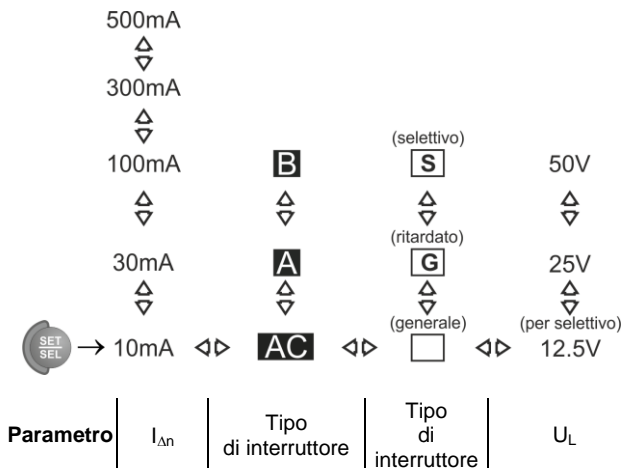 500mA
300mA
(selettivo)
100mA B S 50V
(ritardato)
30mA A G 25V
(generale) (per selettivo)
SET
SEL
→ 10mA AC 12.5V
Parametro IΔn Tipo di interruttore Tipo di interruttore UL